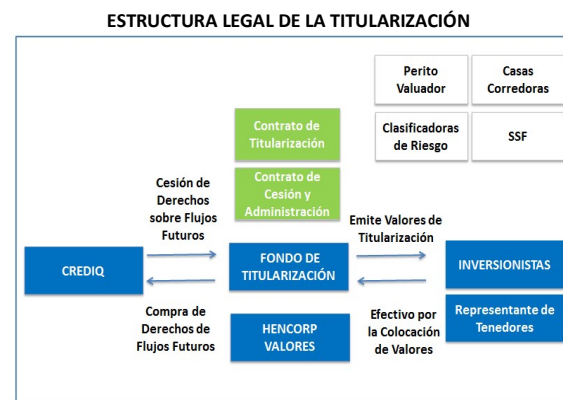 ESTRUCTURA LEGAL DE LA TITULARIZACIÓN
Perito
Valuador
Casas
Corredoras
Clasificadoras
de Riesgo
SSF
Contrato de
Titularización
Contrato de
Cesión y
Administración
Cesión de
Derechos
sobre Flujos
Futuros
Emite Valores de
Titularización
CREDIQ
FONDO DE
TITULARIZACIÓN
INVERSIONISTAS
Compra de
Derechos de
Flujos Futuros
HENCORP
VALORES
Efectivo por
la Colocación
de Valores
Representante de
Tenedores